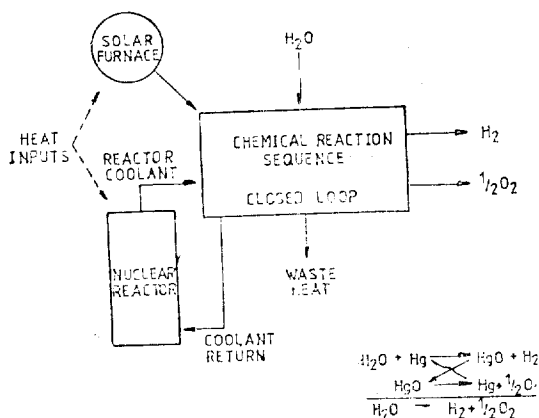 SOLAR
FURNACE
H₂O
HEAT
INPUTS
REACTOR
COOLANT
CHEMICAL REACTION
SEQUENCE
CLOSED LOOP
H₂
½O₂
NUCLEAR
REACTOR
WASTE
HEAT
COOLANT
RETURN
H₂O + Hg → HgO + H₂
HgO → Hg + ½O₂
H₂O → H₂ + ½O₂